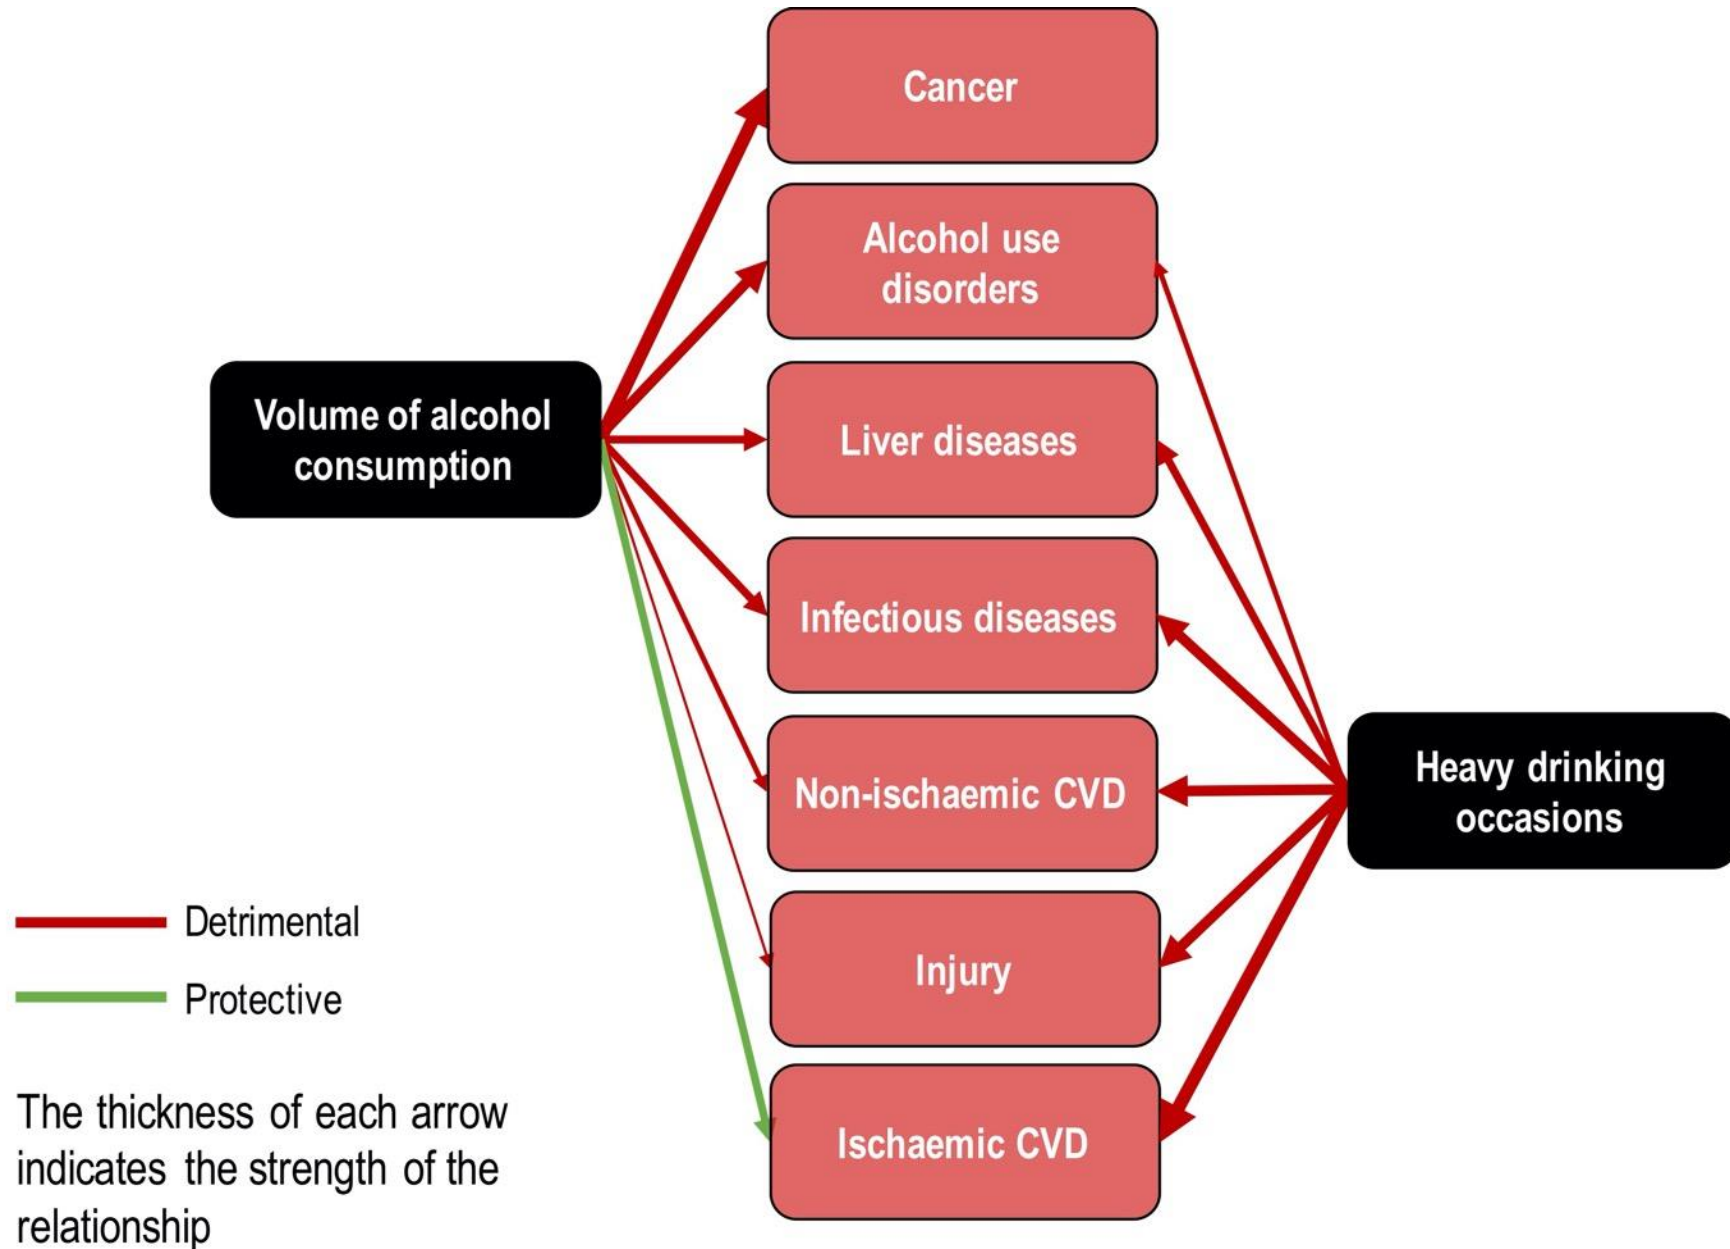 Cancer
Alcohol use
disorders
Volume of alcohol
consumption
Liver diseases
Infectious diseases
Non-ischaemic CVD
Heavy drinking
occasions
Injury
Ischaemic CVD
Detrimental
Protective
The thickness of each arrow
indicates the strength of the
relationship